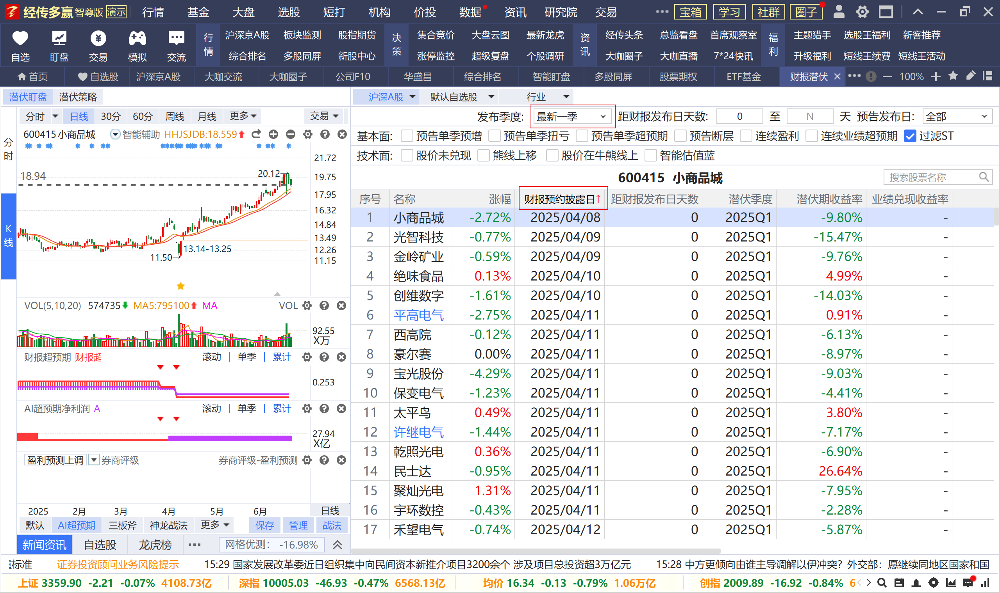 经传多赢 智尊版 演示 行情 基金 大盘 选股 短打 机构 价投 数据 资讯 研究院 交易 宝箱 学习 社群 圈子
自选 盯盘 交易 模拟 交流
行情 沪深京A股 板块监测 股指期货 决策 集合竞价 大盘云图 最新龙虎 资讯 经传头条 总监看盘 首席观察室 福利 主题猎手 选股王福利 新客推荐
综合排名 多股同屏 新股中心 涨停监控 超级复盘 个股调研 大咖圈子 大咖直播 7*24快讯 升级福利 短线王续费 短线王活动
首页 自选股 沪深京A股 大咖交流 大咖圈子 公司F10 华盛昌 综合排名 智能盯盘 多股同屏 股票期权 ETF基金 财报潜伏 100%
潜伏盯盘 潜伏策略
分时
K线
分时 日线 30分 60分 周线 月线 更多 交易
600415 小商品城 智能辅助 HHJSJDB:18.559
21.72
19.75
17.95
16.32
14.84
13.49
12.26
11.15
18.94
20.12→
13.14-13.25
11.50→
VOL(5,10,20) 574735 MA5:795100 MA VOL
92.55
X万
财报超预期 财报超 滚动 单季 累计
0.253
AI超预期净利润 A 滚动 单季 累计
27.94
X亿
盈利预测上调 券商评级 券商评级-盈利预测
2025 2月 3月 4月 5月 6月 日线
默认 AI超预期 三板斧 神龙战法 更多 保存 管理 战法
新闻资讯 自选股 龙虎榜 网格优测: -16.98%
沪深A股 默认自选股 行业
发布季度: 最新一季 距财报发布日天数: 0 至 N 天 预告发布日: 全部
基本面: 预告单季预增 预告单季扭亏 预告单季超预期 预告断层 连续盈利 连续业绩超预期 过滤ST
技术面: 股价未兑现 熊线上移 股价在牛熊线上 智能估值蓝
600415 小商品城 搜索股票名称
序号 名称 涨幅 财报预约披露日↑ 距财报发布日天数 潜伏季度 潜伏期收益率 业绩兑现收益率
1 小商品城 -2.72% 2025/04/08 0 2025Q1 -9.80% -
2 光智科技 -0.77% 2025/04/09 0 2025Q1 -15.47% -
3 金岭矿业 -0.59% 2025/04/09 0 2025Q1 -9.76% -
4 绝味食品 0.13% 2025/04/10 0 2025Q1 4.99% -
5 创维数字 -1.61% 2025/04/10 0 2025Q1 -14.03% -
6 平高电气 -2.75% 2025/04/11 0 2025Q1 0.91% -
7 西高院 -0.12% 2025/04/11 0 2025Q1 -6.13% -
8 豪尔赛 0.00% 2025/04/11 0 2025Q1 -8.97% -
9 宝光股份 -4.29% 2025/04/11 0 2025Q1 -9.03% -
10 保变电气 -1.23% 2025/04/11 0 2025Q1 -4.41% -
11 太平鸟 0.49% 2025/04/11 0 2025Q1 3.80% -
12 许继电气 -1.44% 2025/04/11 0 2025Q1 -7.17% -
13 乾照光电 0.36% 2025/04/11 0 2025Q1 -6.90% -
14 民士达 -0.95% 2025/04/11 0 2025Q1 26.64% -
15 聚灿光电 1.31% 2025/04/11 0 2025Q1 -7.95% -
16 宇环数控 -0.43% 2025/04/11 0 2025Q1 -2.28% -
17 禾望电气 -0.74% 2025/04/12 0 2025Q1 -5.87% -
标准 证券投资顾问业务风险提示 15:29 国家发展改革委近日组织集中向民间资本新推介项目3200余个 涉及项目总投资超3万亿元 15:28 中方更倾向由谁主导调解以伊冲突？外交部：愿继续同地区国家和国
上证 3359.90 -2.21 -0.07% 4108.73亿 深指 10005.03 -46.93 -0.47% 6568.13亿 均价 16.34 -0.13 -0.79% 1.06万亿 创指 2009.89 -16.92 -0.84% 6